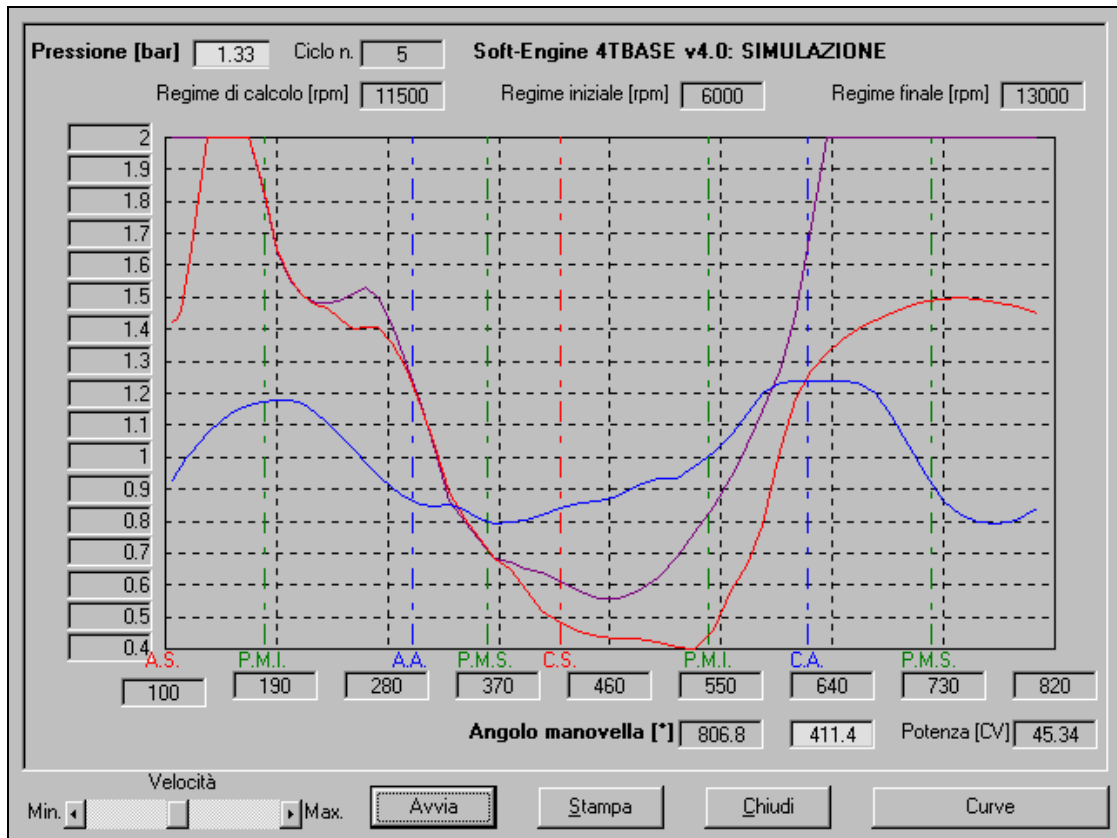 Pressione [bar] 1.33 Ciclo n. 5 Soft-Engine 4TBASE v4.0: SIMULAZIONE
Regime di calcolo [rpm] 11500 Regime iniziale [rpm] 6000 Regime finale [rpm] 13000
2
1.9
1.8
1.7
1.6
1.5
1.4
1.3
1.2
1.1
1
0.9
0.8
0.7
0.6
0.5
0.4
A.S. P.M.I. A.A. P.M.S. C.S. P.M.I. C.A. P.M.S.
100 190 280 370 460 550 640 730 820
Angolo manovella [°] 806.8 411.4 Potenza [CV] 45.34
Velocità
Min. Max. Avvia Stampa Chiudi Curve